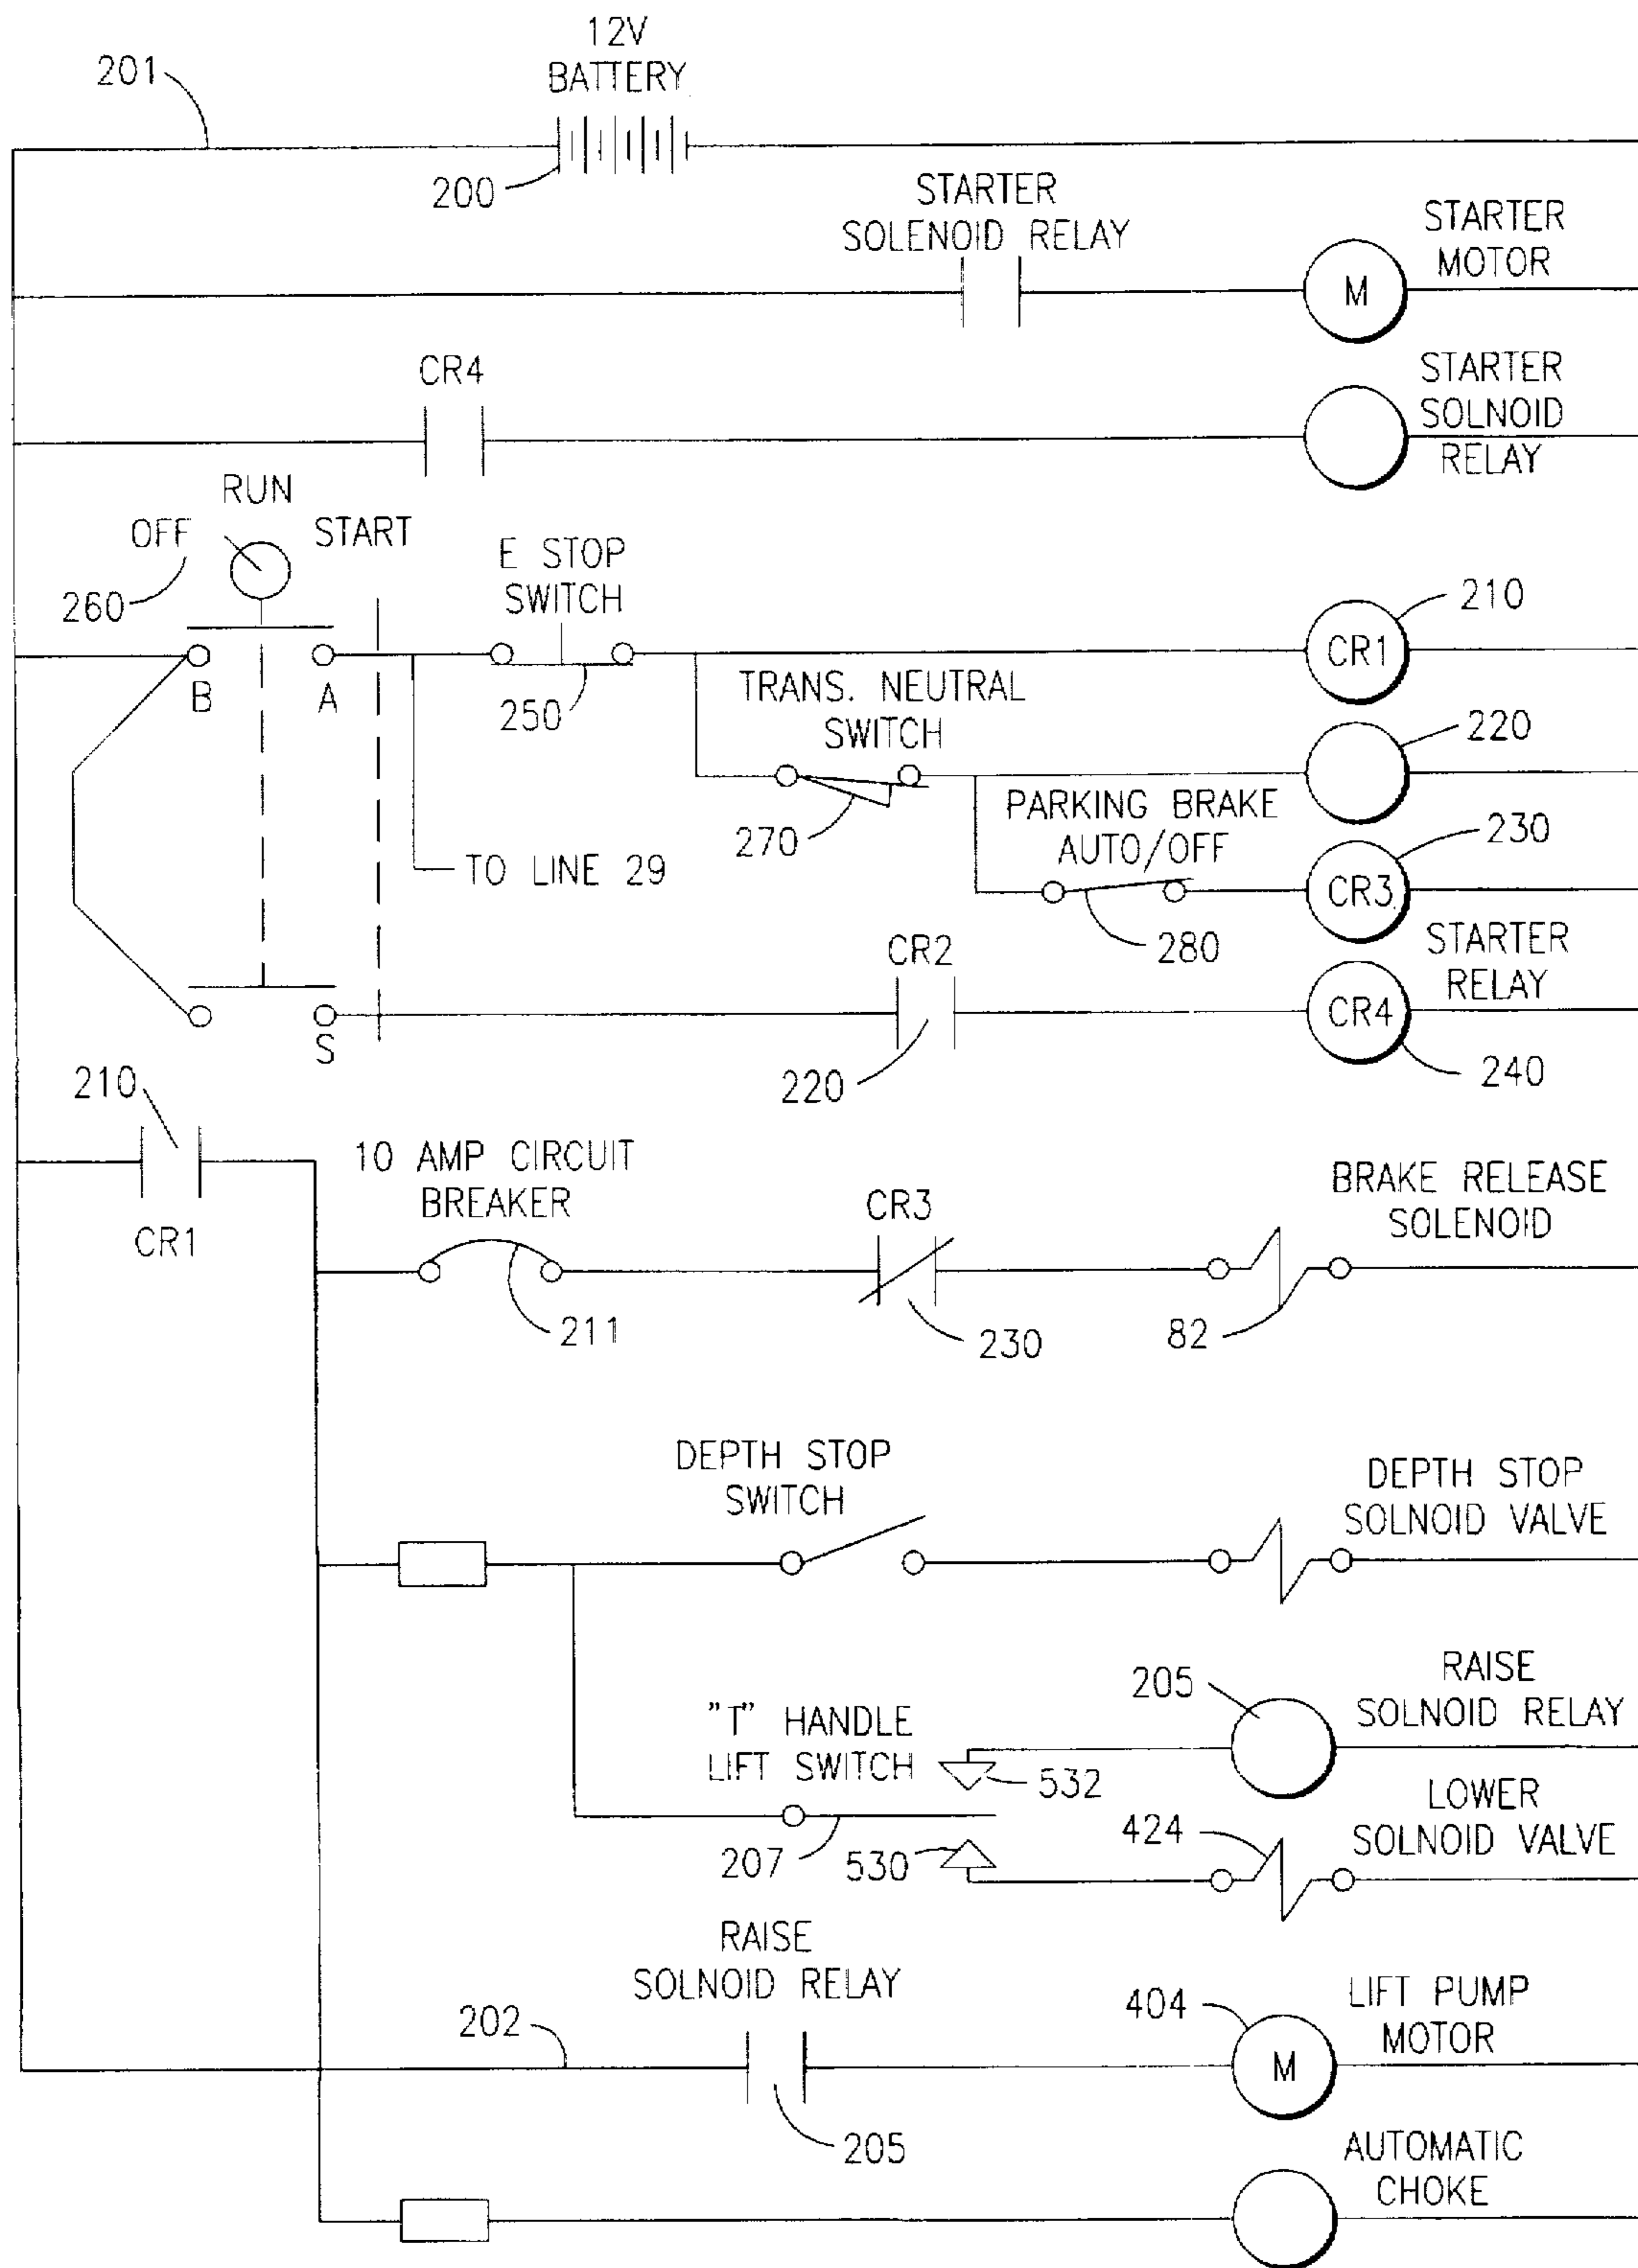 12V
BATTERY
201
200
STARTER
SOLENOID RELAY
STARTER
MOTOR
M
CR4
STARTER
SOLNOID
RELAY
RUN
OFF
START
260
E STOP
SWITCH
210
CR1
B
A
250
TRANS. NEUTRAL
SWITCH
220
270
PARKING BRAKE
AUTO/OFF
230
TO LINE 29
CR3
280
CR2
STARTER
RELAY
CR4
S
220
240
210
10 AMP CIRCUIT
BREAKER
CR3
BRAKE RELEASE
SOLENOID
CR1
211
230
82
DEPTH STOP
SWITCH
DEPTH STOP
SOLNOID VALVE
205
RAISE
SOLNOID RELAY
"T" HANDLE
LIFT SWITCH
532
LOWER
SOLNOID VALVE
424
207
530
RAISE
SOLNOID RELAY
202
404
LIFT PUMP
MOTOR
M
205
AUTOMATIC
CHOKE